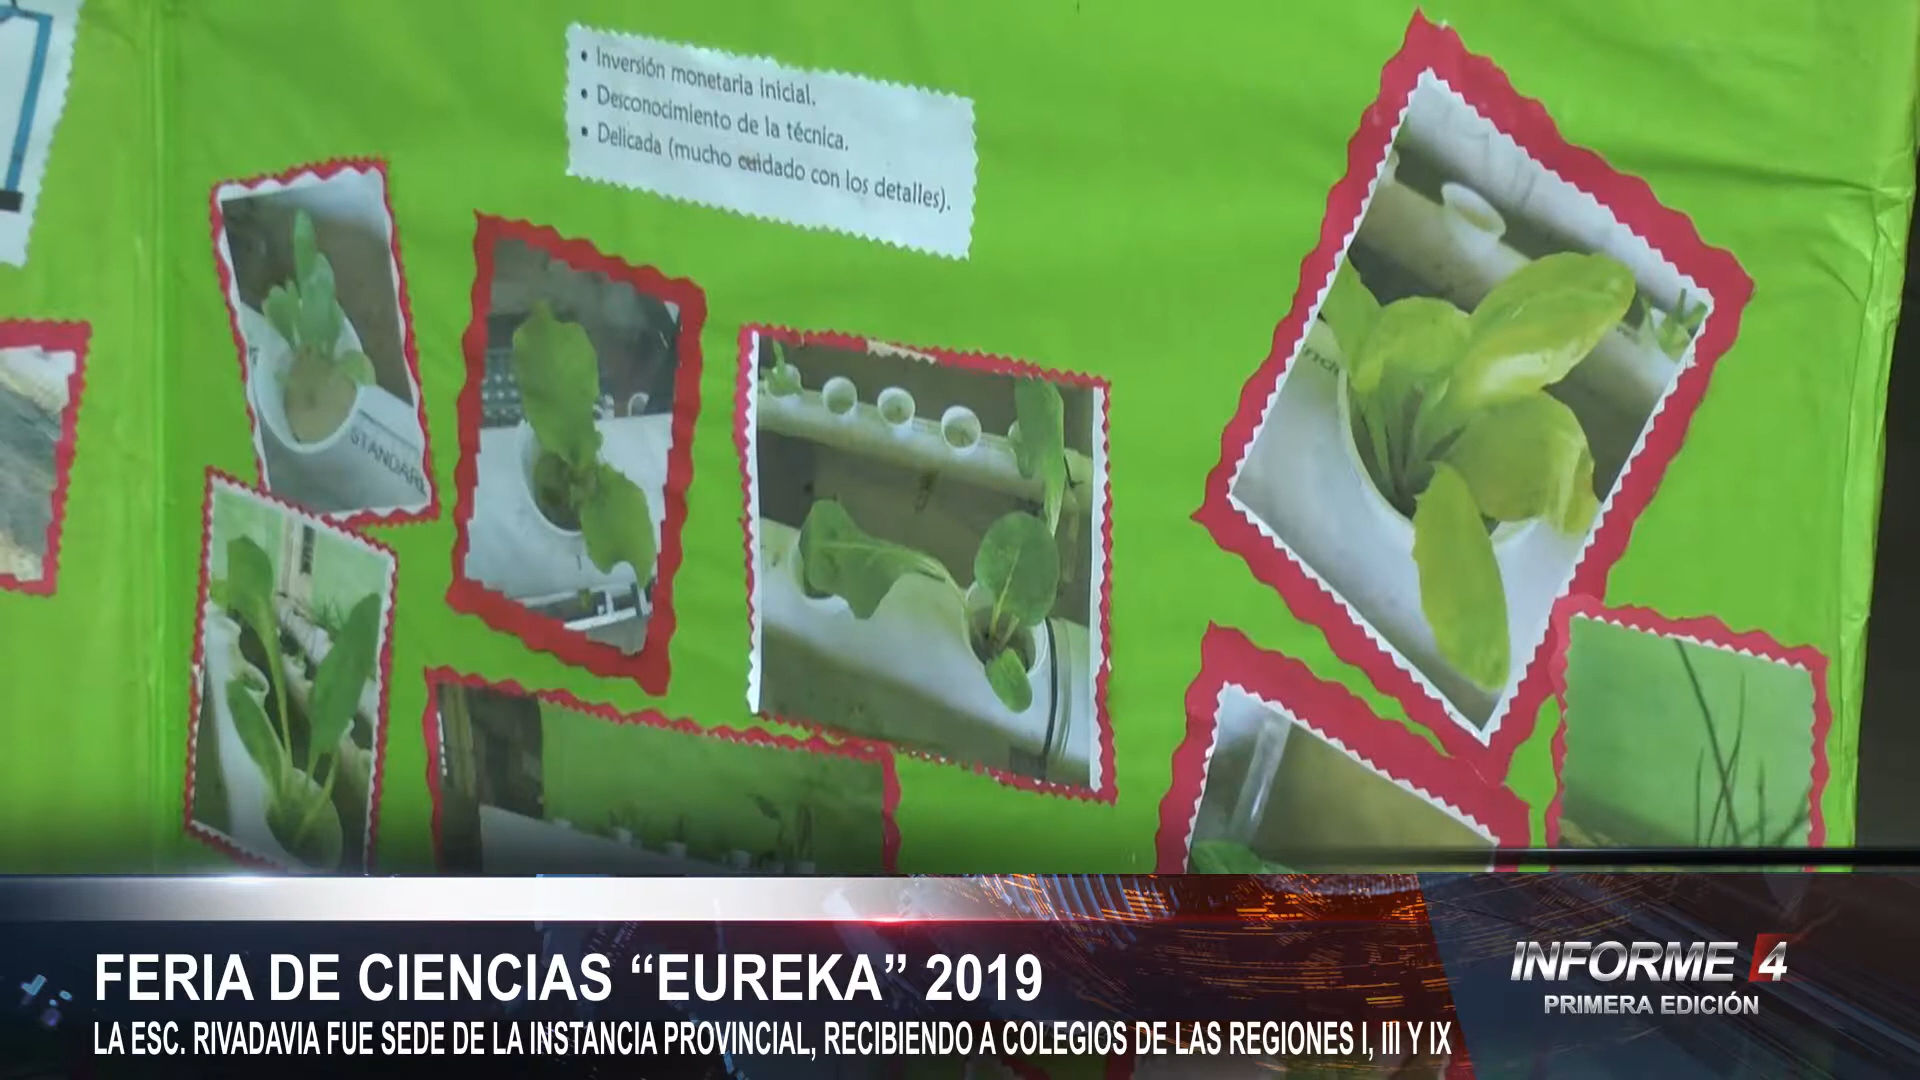 • Inversión monetaria inicial.
• Desconocimiento de la técnica.
• Delicada (mucho cuidado con los detalles).
STANDARD
FERIA DE CIENCIAS “EUREKA” 2019
LA ESC. RIVADAVIA FUE SEDE DE LA INSTANCIA PROVINCIAL, RECIBIENDO A COLEGIOS DE LAS REGIONES I, III Y IX
INFORME 4
PRIMERA EDICIÓN